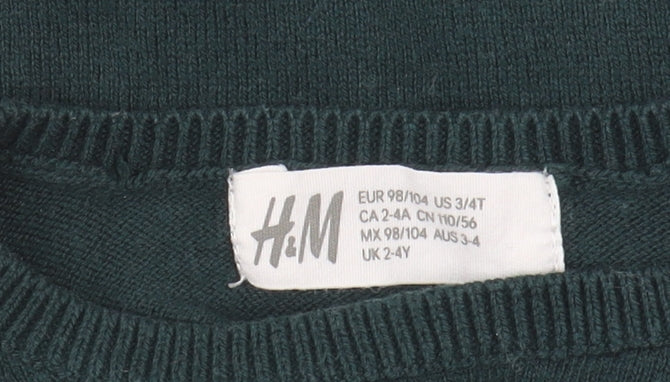 H&M
EUR 98/104 US 3/4T
CA 2-4A CN 110/56
MX 98/104 AUS 3-4
UK 2-4Y